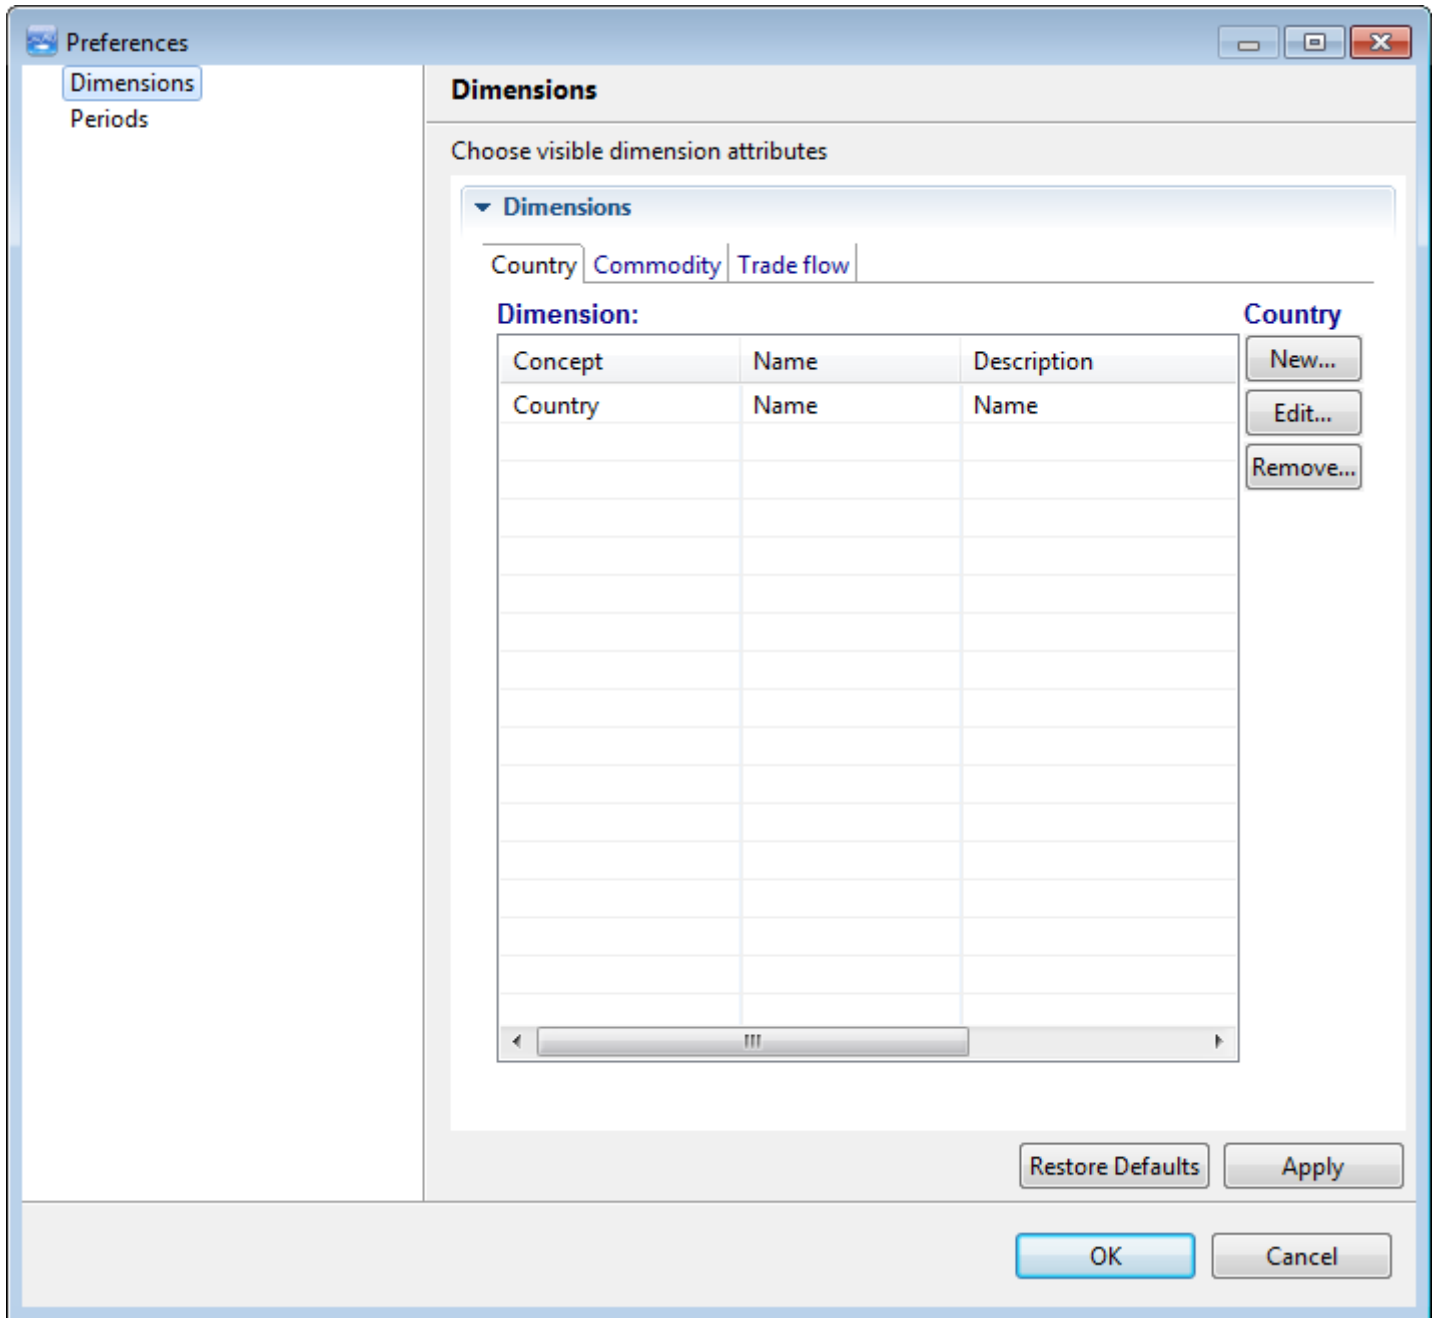 Preferences
Dimensions
Periods
Dimensions
Choose visible dimension attributes
Dimensions
Country Commodity Trade flow
Dimension: Country
Concept Name Description
Country Name Name
New...
Edit...
Remove...
Restore Defaults Apply
OK Cancel